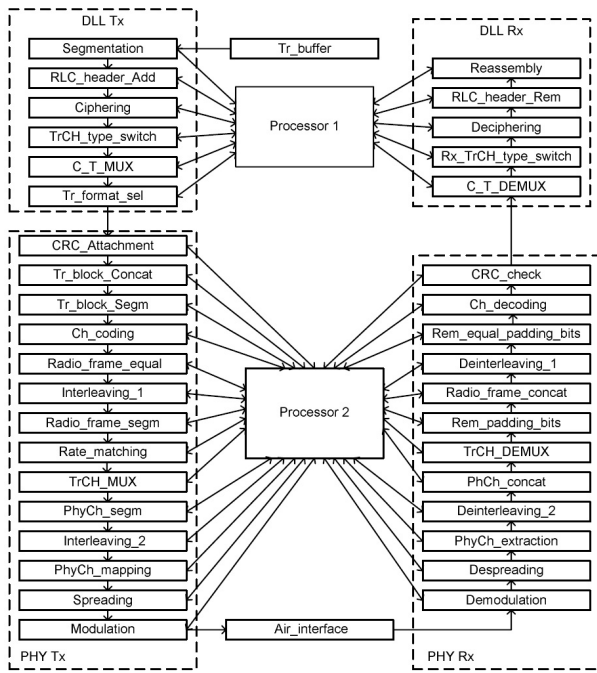 DLL Tx
Segmentation
RLC_header_Add
Ciphering
TrCH_type_switch
C_T_MUX
Tr_format_sel
Tr_buffer
Processor 1
DLL Rx
Reassembly
RLC_header_Rem
Deciphering
Rx_TrCH_type_switch
C_T_DEMUX
CRC_Attachment
Tr_block_Concat
Tr_block_Segm
Ch_coding
Radio_frame_equal
Interleaving_1
Radio_frame_segm
Rate_matching
TrCH_MUX
PhyCh_segm
Interleaving_2
PhyCh_mapping
Spreading
Modulation
PHY Tx
Processor 2
Air_interface
CRC_check
Ch_decoding
Rem_equal_padding_bits
Deinterleaving_1
Radio_frame_concat
Rem_padding_bits
TrCH_DEMUX
PhCh_concat
Deinterleaving_2
PhyCh_extraction
Despreading
Demodulation
PHY Rx